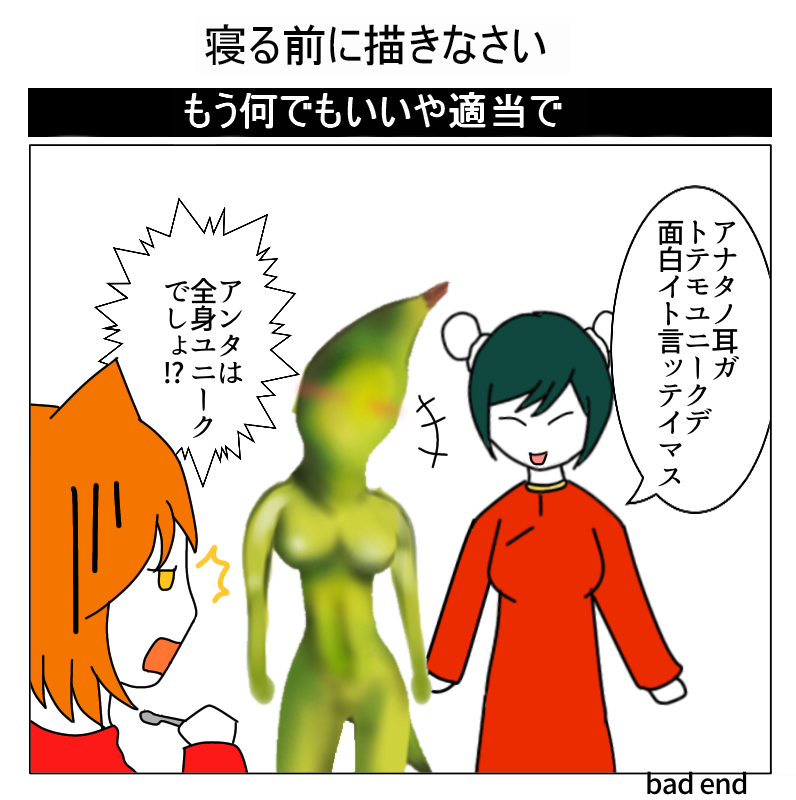 寝る前に描きなさい
もう何でもいいや適当で
アナタノ耳ガ
トテモユニークデ
面白イト言ッテイマス
アンタは
全身ユニーク
でしょ!?
bad end